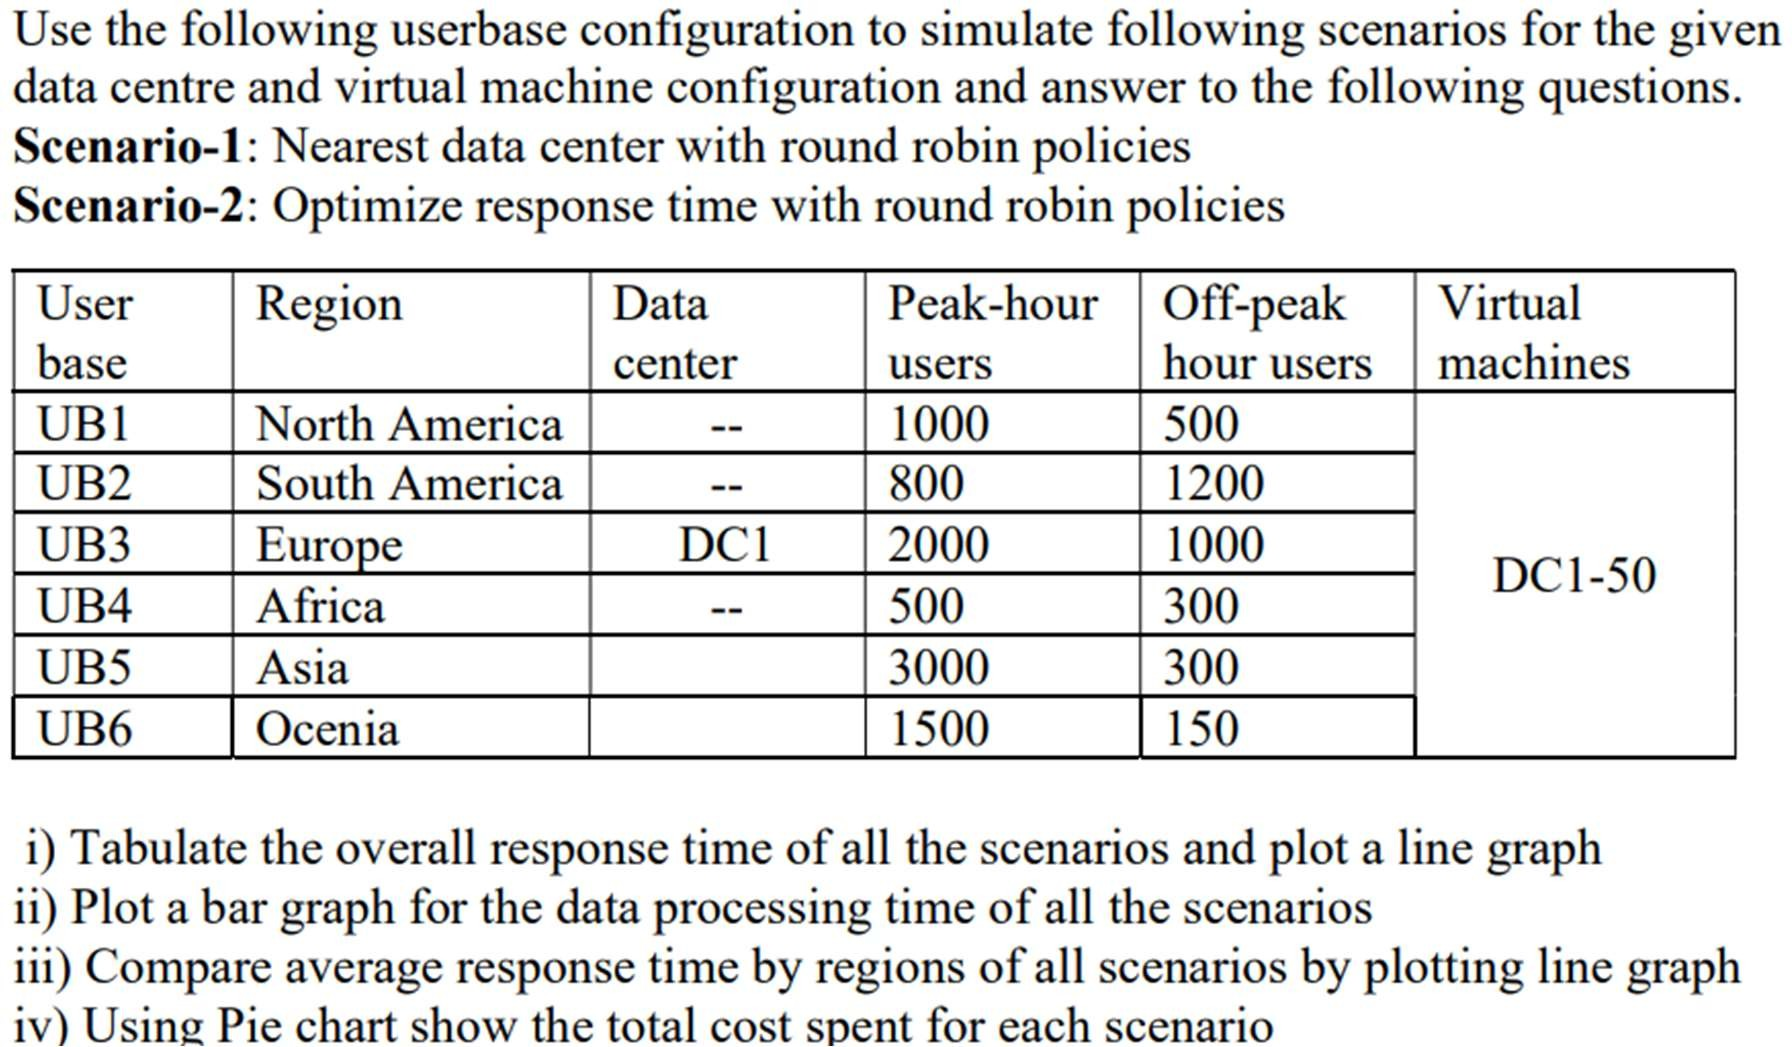 Use the following userbase configuration to simulate following scenarios for the given
data centre and virtual machine configuration and answer to the following questions.
Scenario-1: Nearest data center with round robin policies
Scenario-2: Optimize response time with round robin policies
User base Region Data center Peak-hour users Off-peak hour users Virtual machines
UB1 North America -- 1000 500
UB2 South America -- 800 1200
UB3 Europe DC1 2000 1000
DC1-50
UB4 Africa -- 500 300
UB5 Asia 3000 300
UB6 Ocenia 1500 150
i) Tabulate the overall response time of all the scenarios and plot a line graph
ii) Plot a bar graph for the data processing time of all the scenarios
iii) Compare average response time by regions of all scenarios by plotting line graph
iv) Using Pie chart show the total cost spent for each scenario